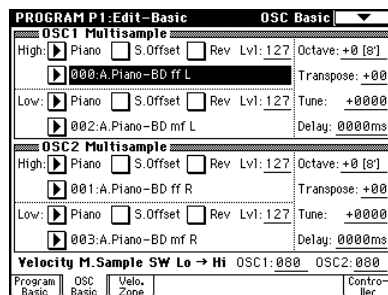 PROGRAM P1:Edit-Basic OSC Basic
OSC1 Multisample
High: Piano S.Offset Rev Lvl:127 Octave: +0 [8']
000:A.Piano-BD ff L Transpose: +00
Low: Piano S.Offset Rev Lvl:127 Tune: +0000
002:A.Piano-BD mf L Delay: 0000ms
OSC2 Multisample
High: Piano S.Offset Rev Lvl:127 Octave: +0 [8']
001:A.Piano-BD ff R Transpose: +00
Low: Piano S.Offset Rev Lvl:127 Tune: +0000
003:A.Piano-BD mf R Delay: 0000ms
Velocity M.Sample SW Lo → Hi OSC1:080 OSC2:080
Program Basic OSC Basic Velo. Zone Contro-ller